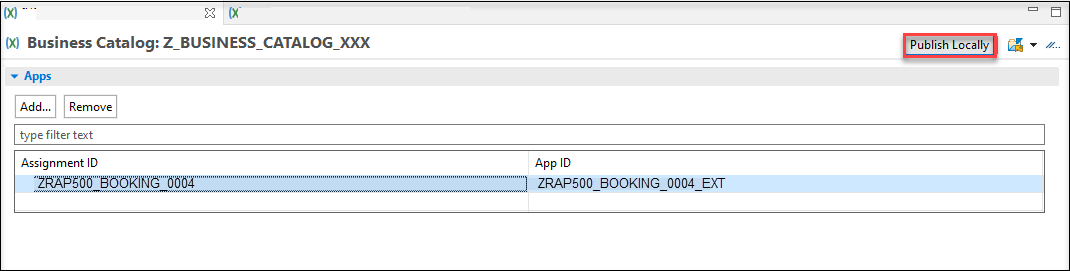 Business Catalog: Z_BUSINESS_CATALOG_XXX
Publish Locally
Apps
Add...
Remove
type filter text
Assignment ID
App ID
ZRAP500_BOOKING_0004
ZRAP500_BOOKING_0004_EXT